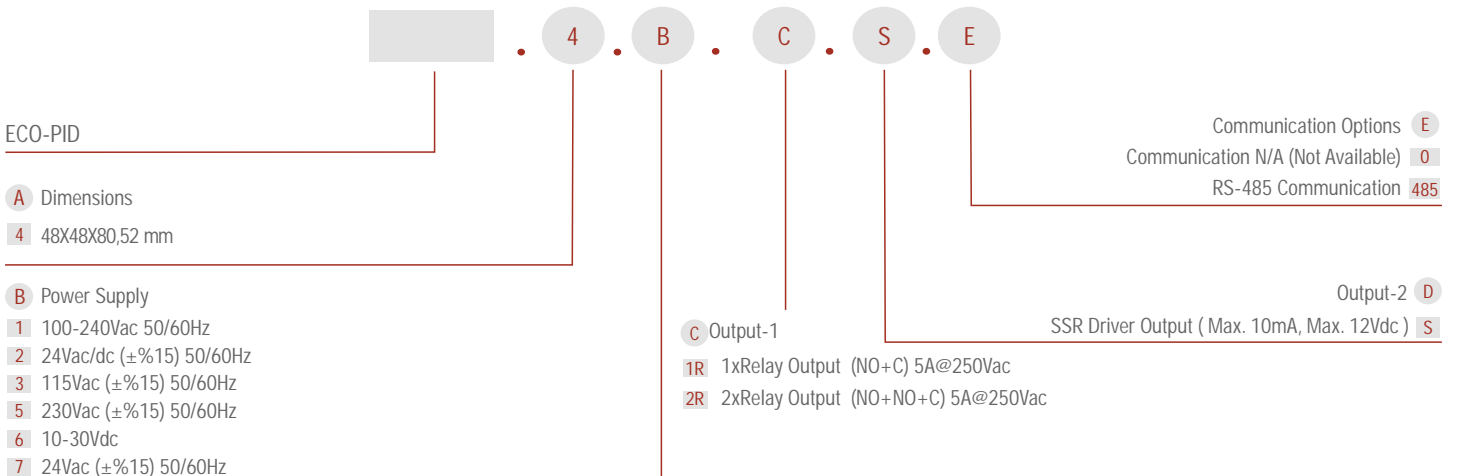 4 . B . C . S . E
ECO-PID
A Dimensions
4 48X48X80,52 mm
B Power Supply
1 100-240Vac 50/60Hz
2 24Vac/dc (±%15) 50/60Hz
3 115Vac (±%15) 50/60Hz
5 230Vac (±%15) 50/60Hz
6 10-30Vdc
7 24Vac (±%15) 50/60Hz
C Output-1
1R 1xRelay Output (NO+C) 5A@250Vac
2R 2xRelay Output (NO+NO+C) 5A@250Vac
Output-2 D
SSR Driver Output ( Max. 10mA, Max. 12Vdc ) S
Communication Options E
Communication N/A (Not Available) 0
RS-485 Communication 485